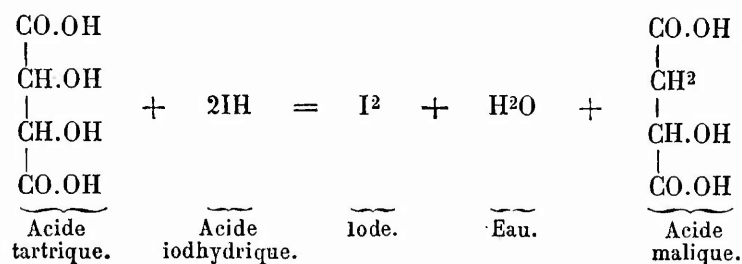 CO.OH CO.OH
CH.OH CH²
CH.OH CH.OH
CO.OH CO.OH
+ 2IH = I² + H²O +
Acide tartrique.
Acide iodhydrique.
Iode.
Eau.
Acide malique.